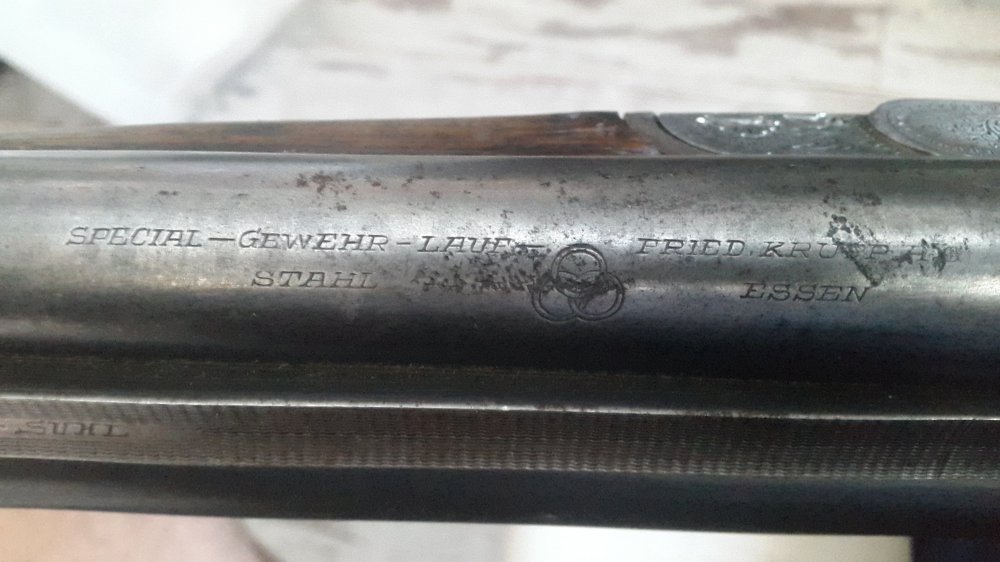 SPECIAL-GEWEHR-LAUF-
STAHL
FRIED. KRUPP A.G.
ESSEN
SUHL